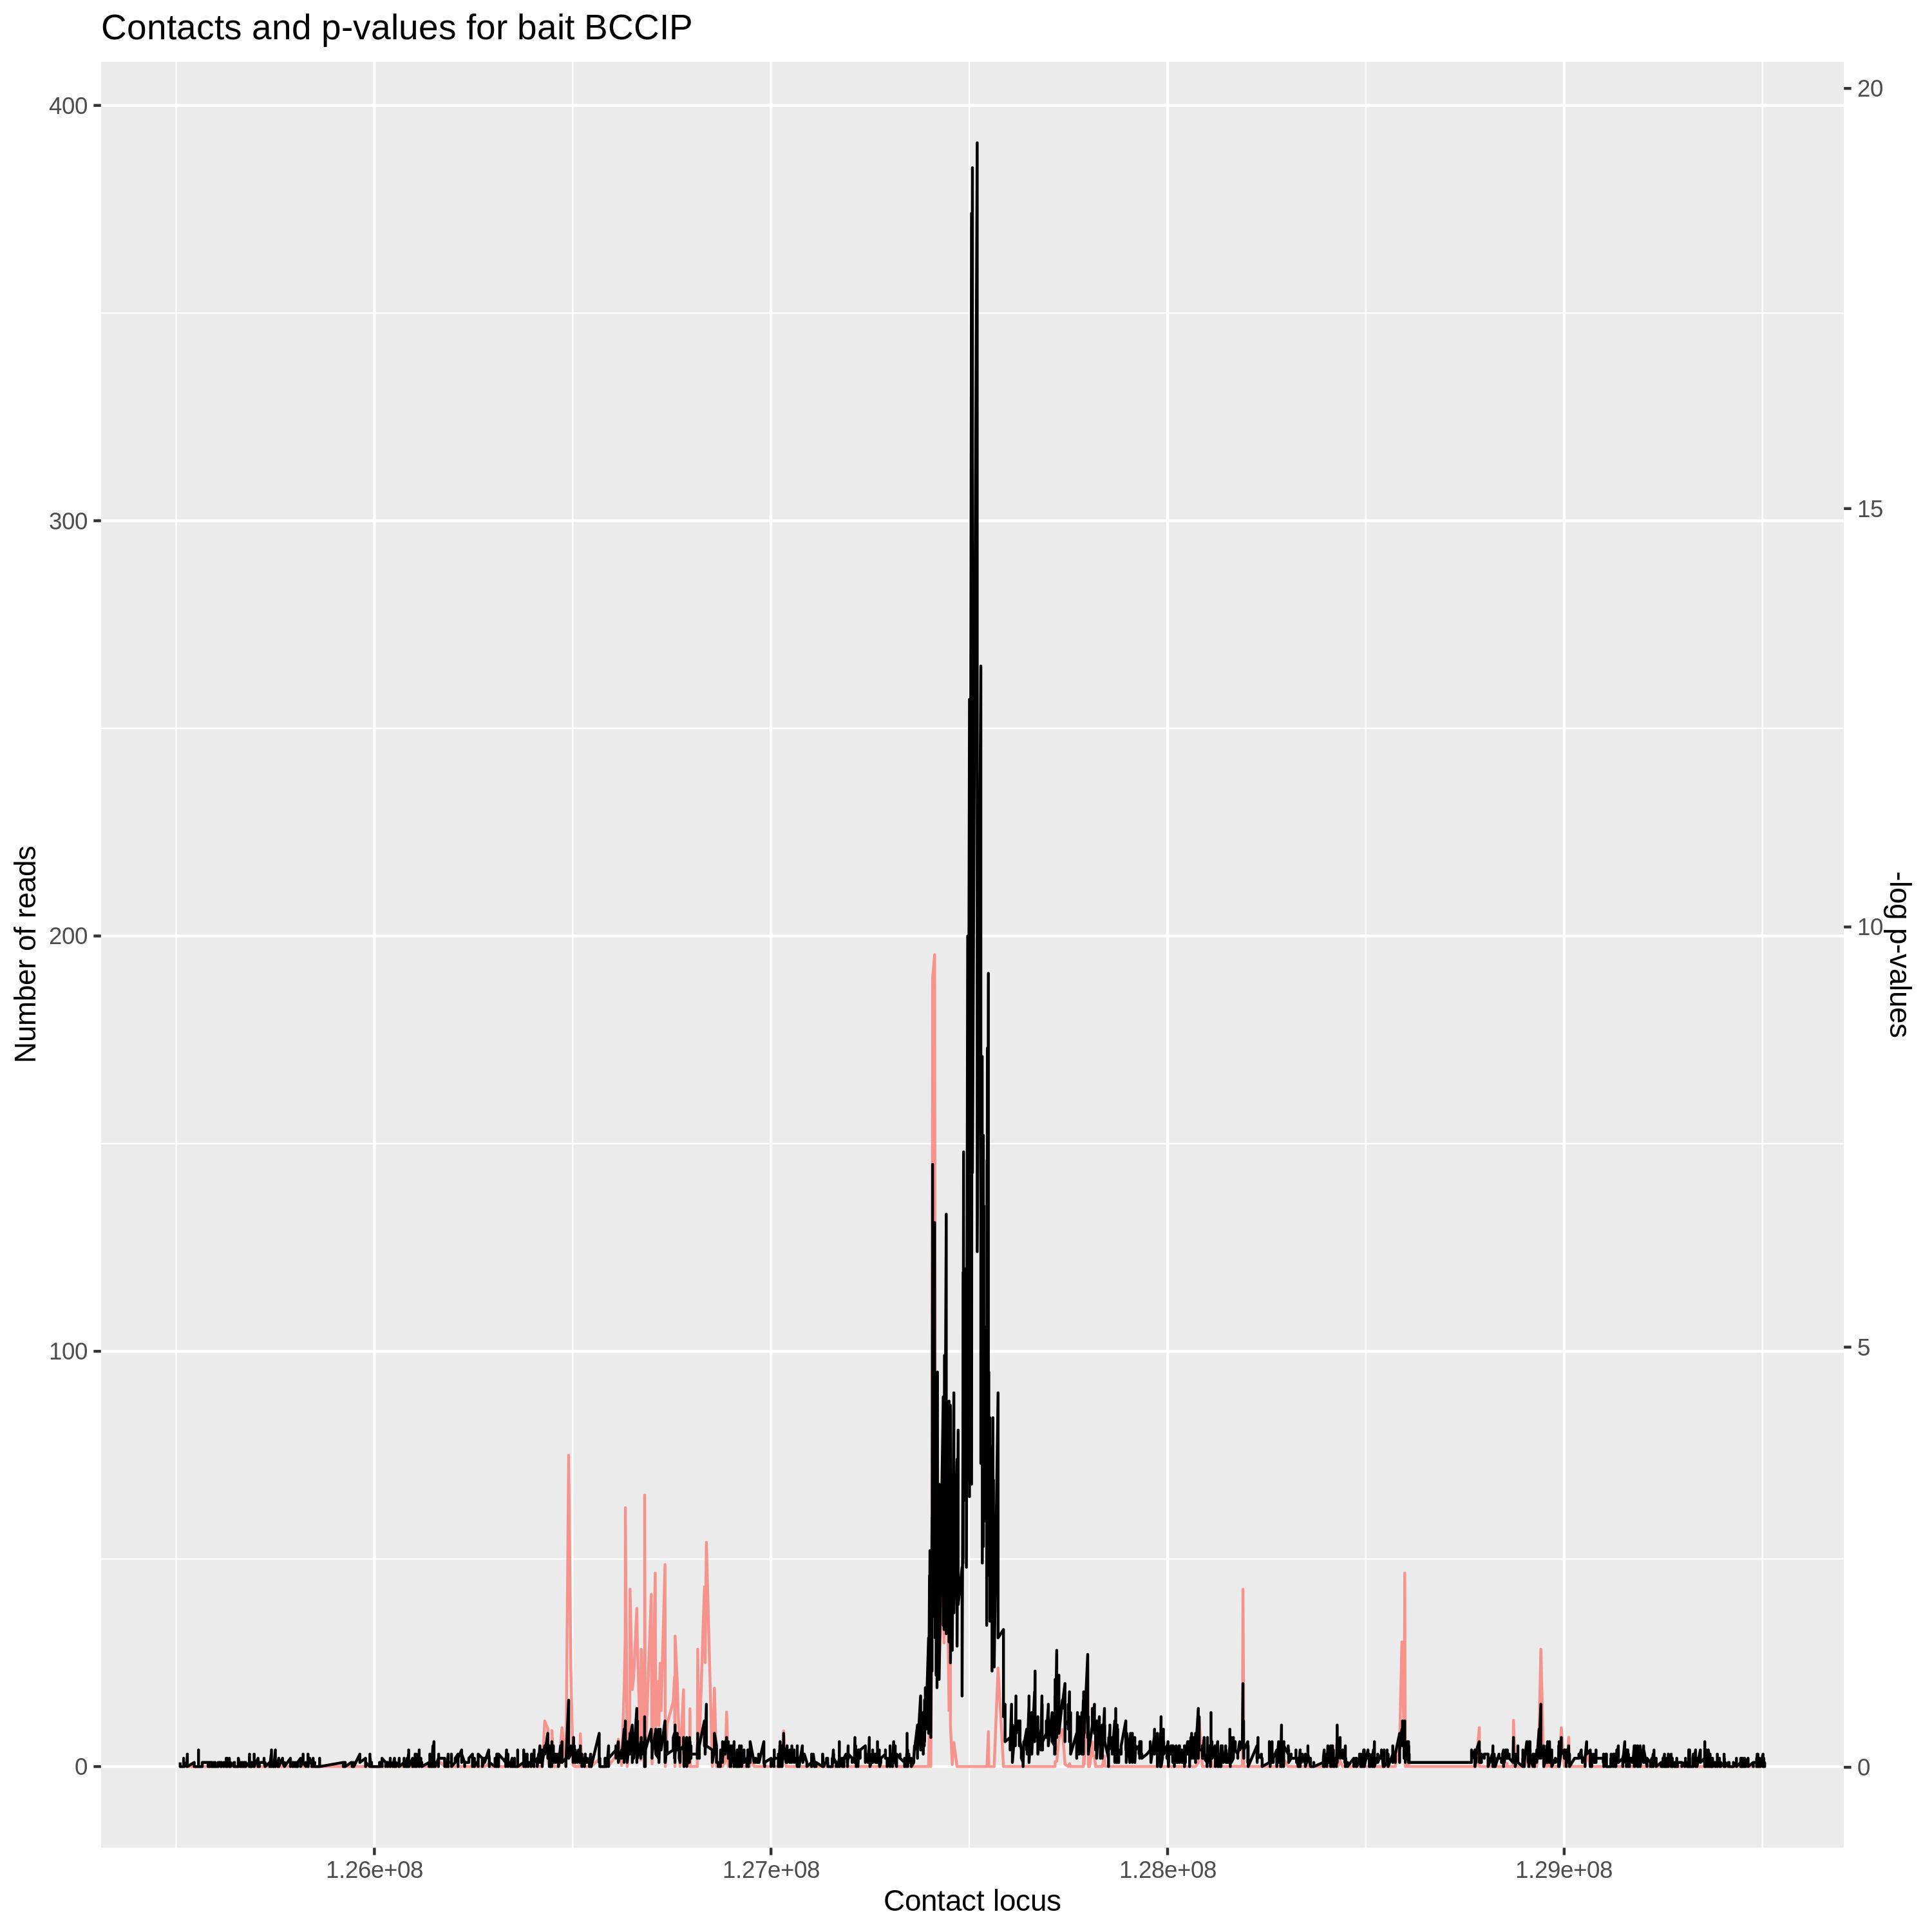 Contacts and p-values for bait BCCIP
400
300
200
100
0
20
15
10
5
0
Number of reads
-log p-values
1.26e+08
1.27e+08
1.28e+08
1.29e+08
Contact locus